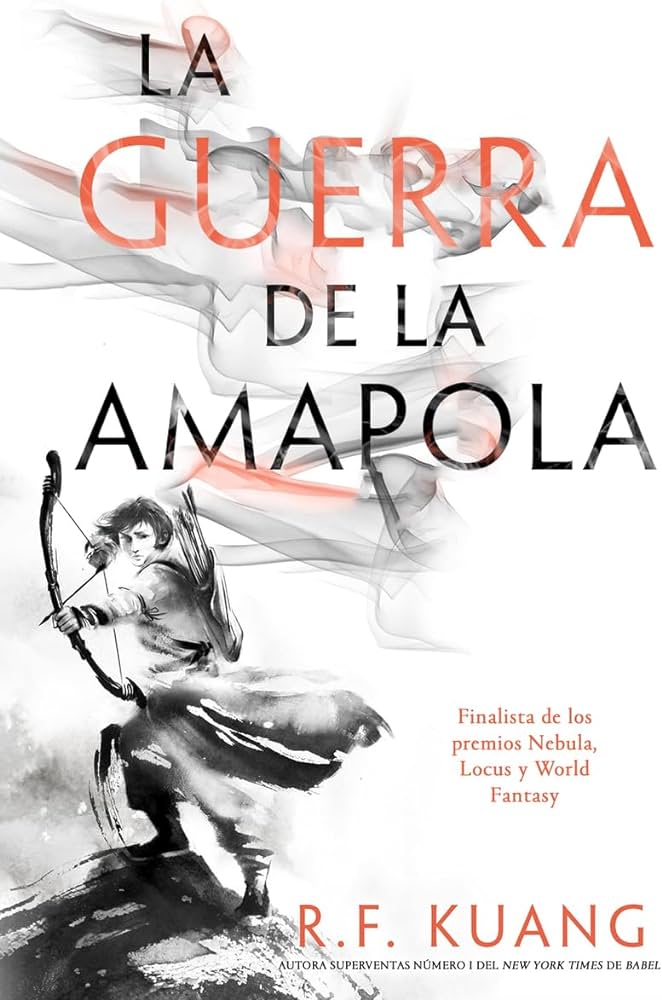 LA
GUERRA
DE LA
AMAPOLA
Finalista de los
premios Nebula,
Locus y World
Fantasy
R.F. KUANG
AUTORA SUPERVENTAS NÚMERO 1 DEL NEW YORK TIMES DE BABEL